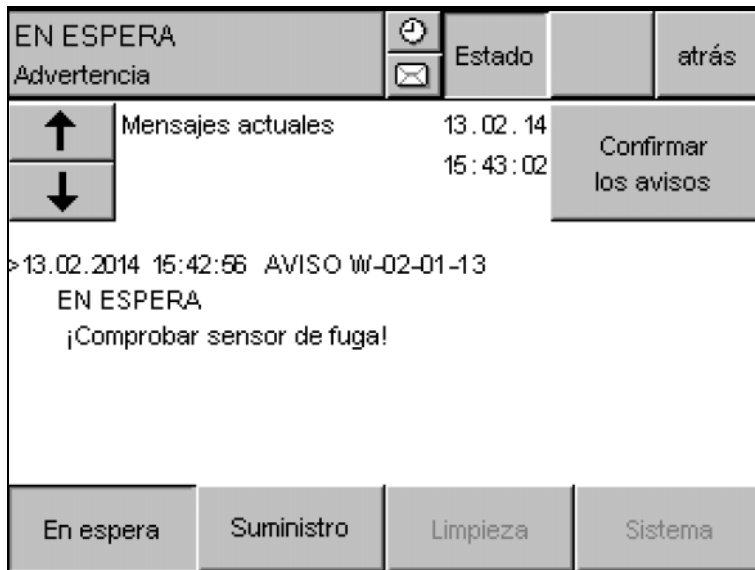 EN ESPERA
Advertencia
Estado
atrás
Mensajes actuales
13.02.14
15:43:02
Confirmar
los avisos
>13.02.2014 15:42:56 AVISO W-02-01-13
EN ESPERA
¡Comprobar sensor de fuga!
En espera
Suministro
Limpieza
Sistema